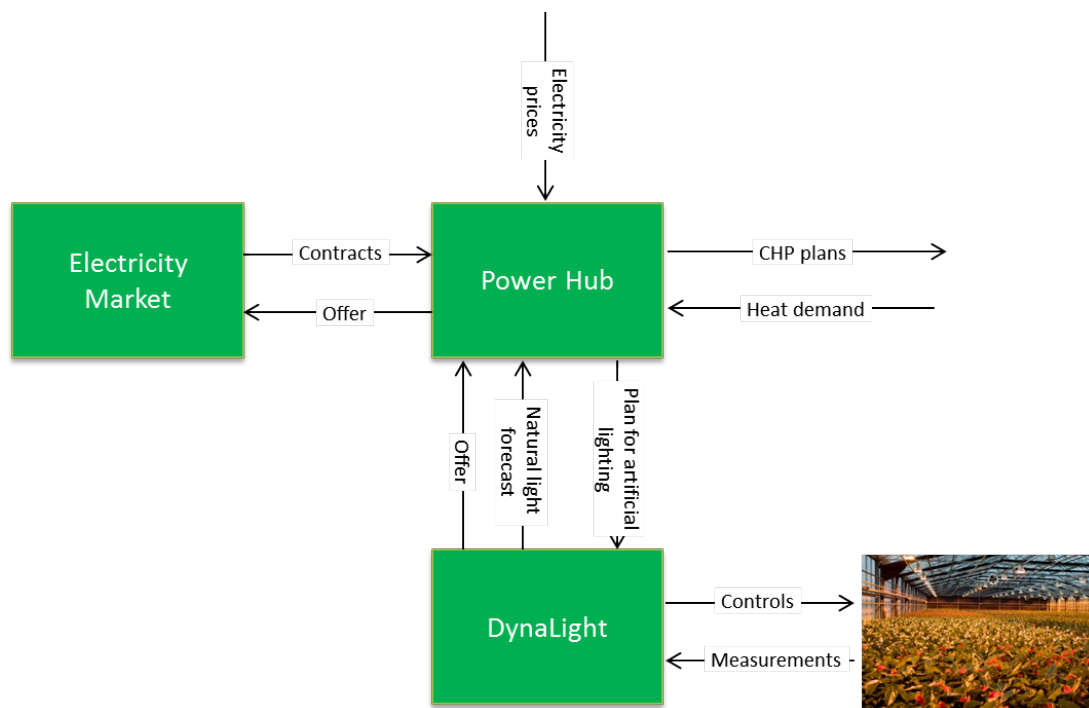 Electricity
prices
Electricity
Market
Contracts
Offer
Power Hub
CHP plans
Heat demand
Offer
Natural light
forecast
Plan for artificial
lighting
DynaLight
Controls
Measurements